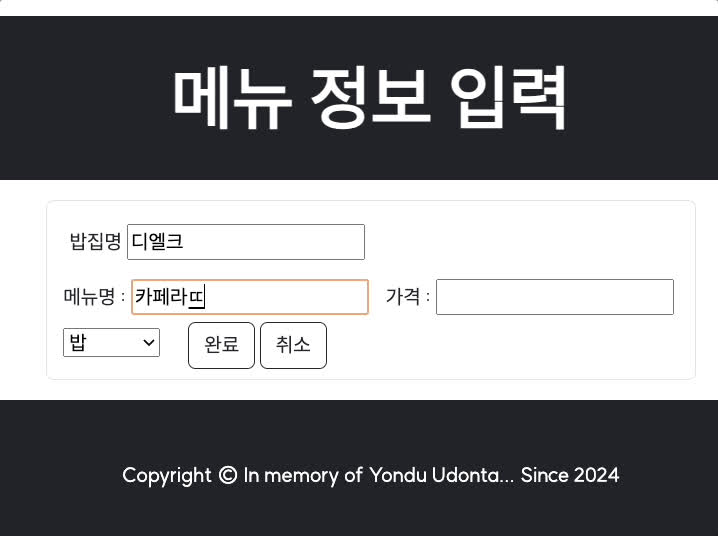 메뉴 정보 입력
밥집명 디엘크
메뉴명 : 카페라ㄸ 가격 :
밥 완료 취소
Copyright © In memory of Yondu Udonta... Since 2024